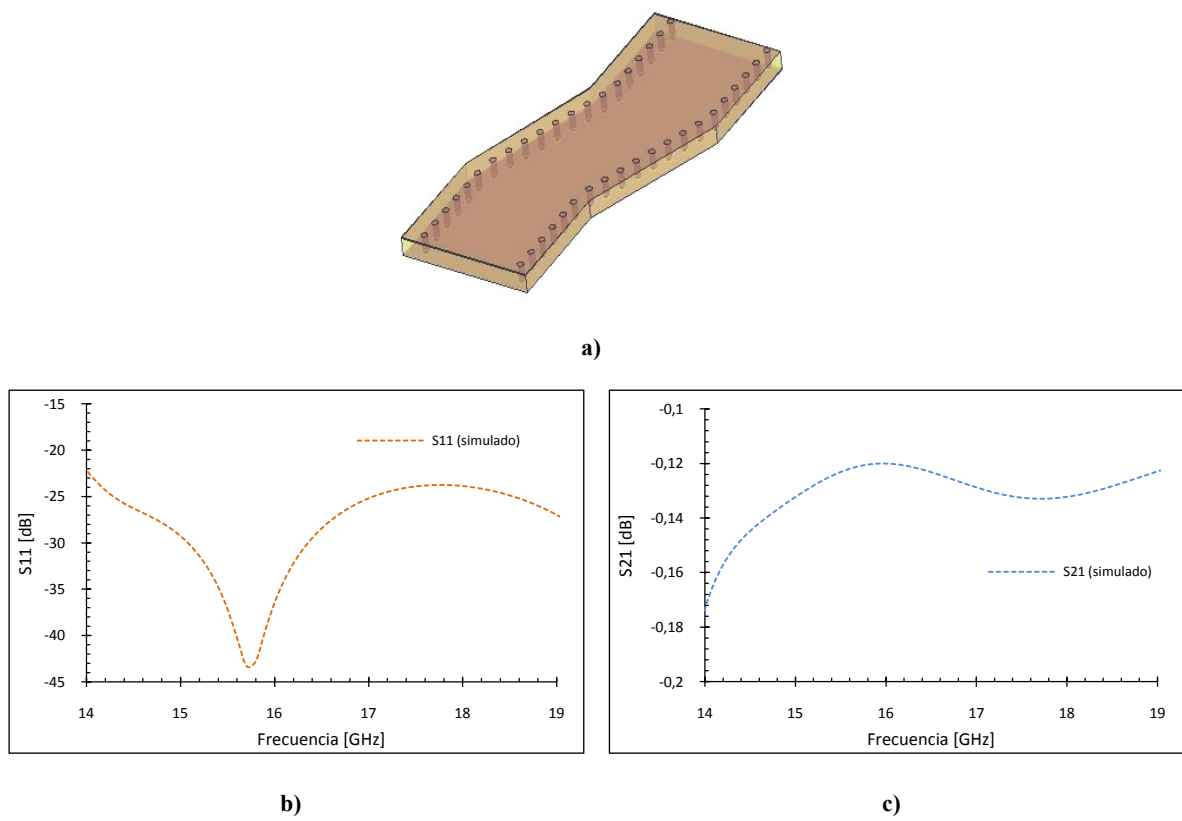 a)
-15
-20
-25
-30
-35
-40
-45
S11 [dB]
S11 (simulado)
14 15 16 17 18 19
Frecuencia [GHz]
b)
-0,1
-0,12
-0,14
-0,16
-0,18
-0,2
S21 [dB]
S21 (simulado)
14 15 16 17 18 19
Frecuencia [GHz]
c)